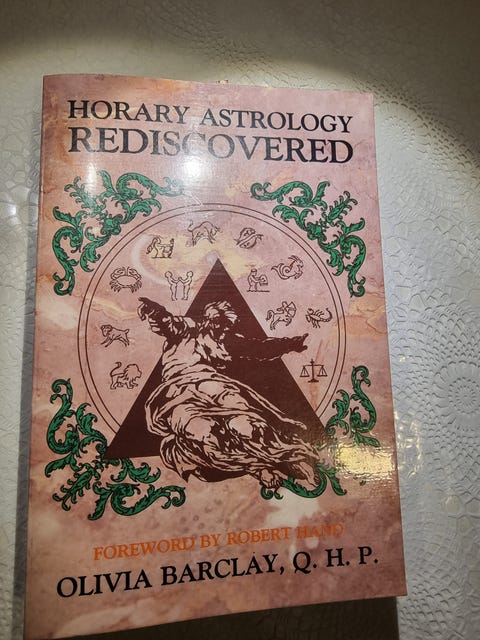 HORARY ASTROLOGY
REDISCOVERED
FOREWORD BY ROBERT HAND
OLIVIA BARCLAY, Q. H. P.